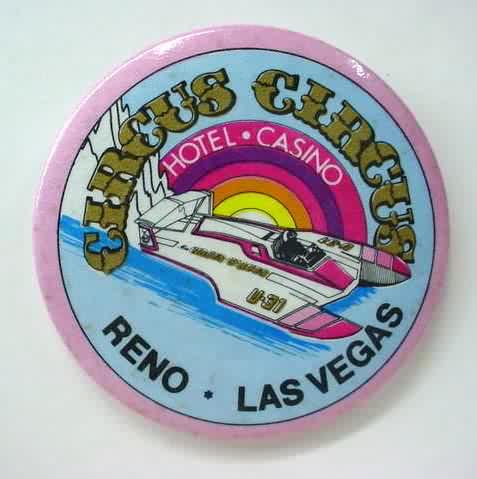 CIRCUS CIRCUS
HOTEL • CASINO
U-31
RENO * LAS VEGAS